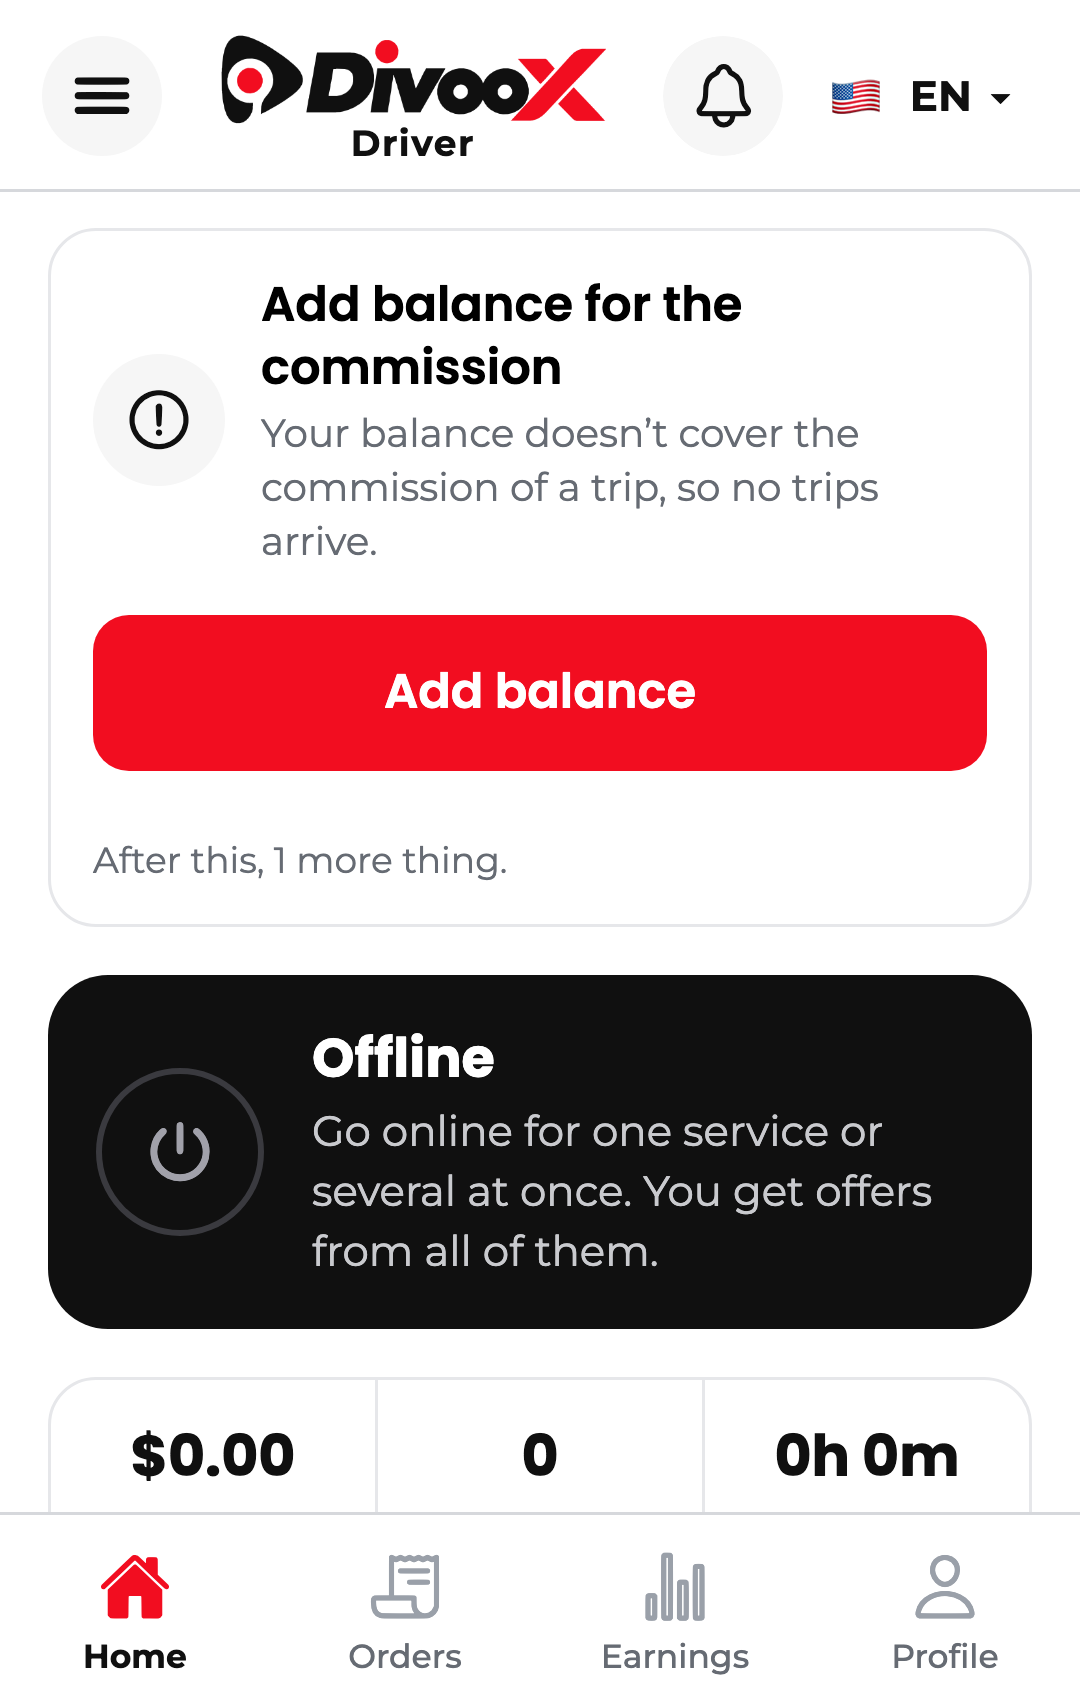 DivooX
Driver
EN
Add balance for the
commission
Your balance doesn’t cover the
commission of a trip, so no trips
arrive.
Add balance
After this, 1 more thing.
Offline
Go online for one service or
several at once. You get offers
from all of them.
$0.00
0
0h 0m
Home
Orders
Earnings
Profile